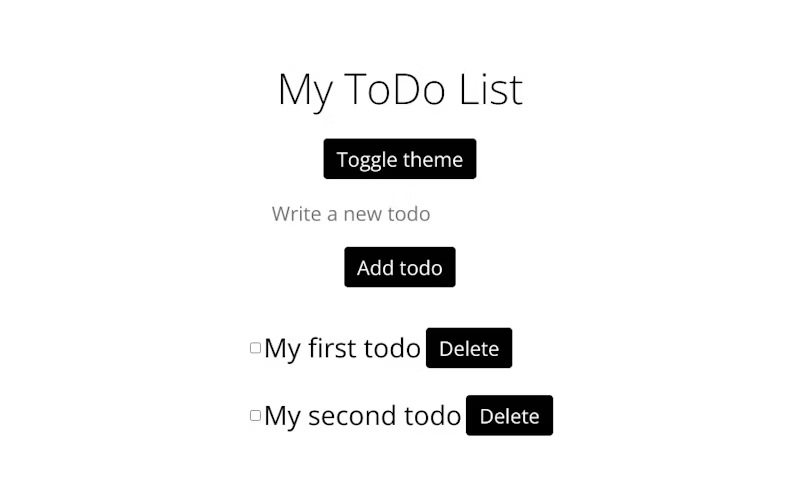 My ToDo List
Toggle theme
Write a new todo
Add todo
My first todo Delete
My second todo Delete